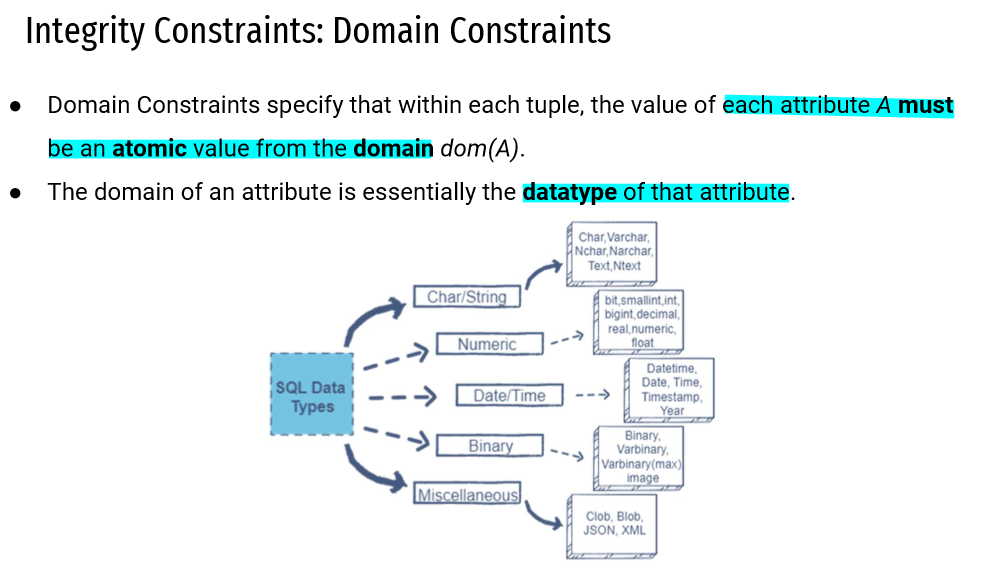 Integrity Constraints: Domain Constraints
● Domain Constraints specify that within each tuple, the value of each attribute A must
be an atomic value from the domain dom(A).
● The domain of an attribute is essentially the datatype of that attribute.
SQL Data
Types
Char/String
Char,Varchar,
Nchar,Narchar,
Text,Ntext
Numeric
bit,smallint,int,
bigint,decimal,
real,numeric,
float
Date/Time
Datetime,
Date, Time,
Timestamp,
Year
Binary
Binary,
Varbinary,
Varbinary(max)
image
Miscellaneous
Clob, Blob,
JSON, XML